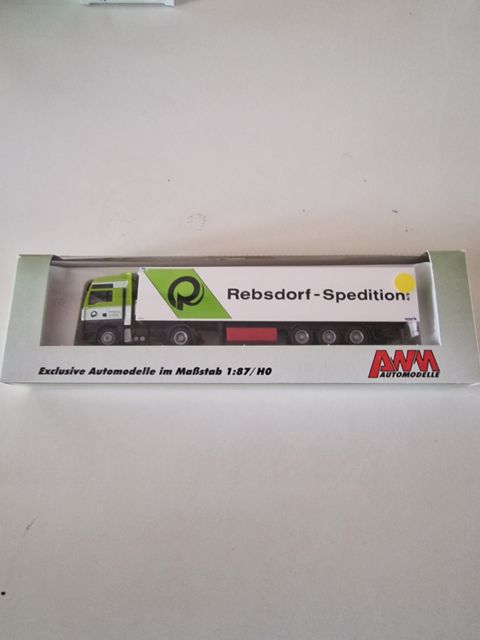 Rebsdorf-Spedition
Exclusive Automodelle im Maßstab 1:87/H0
AWM
AUTOMODELLE